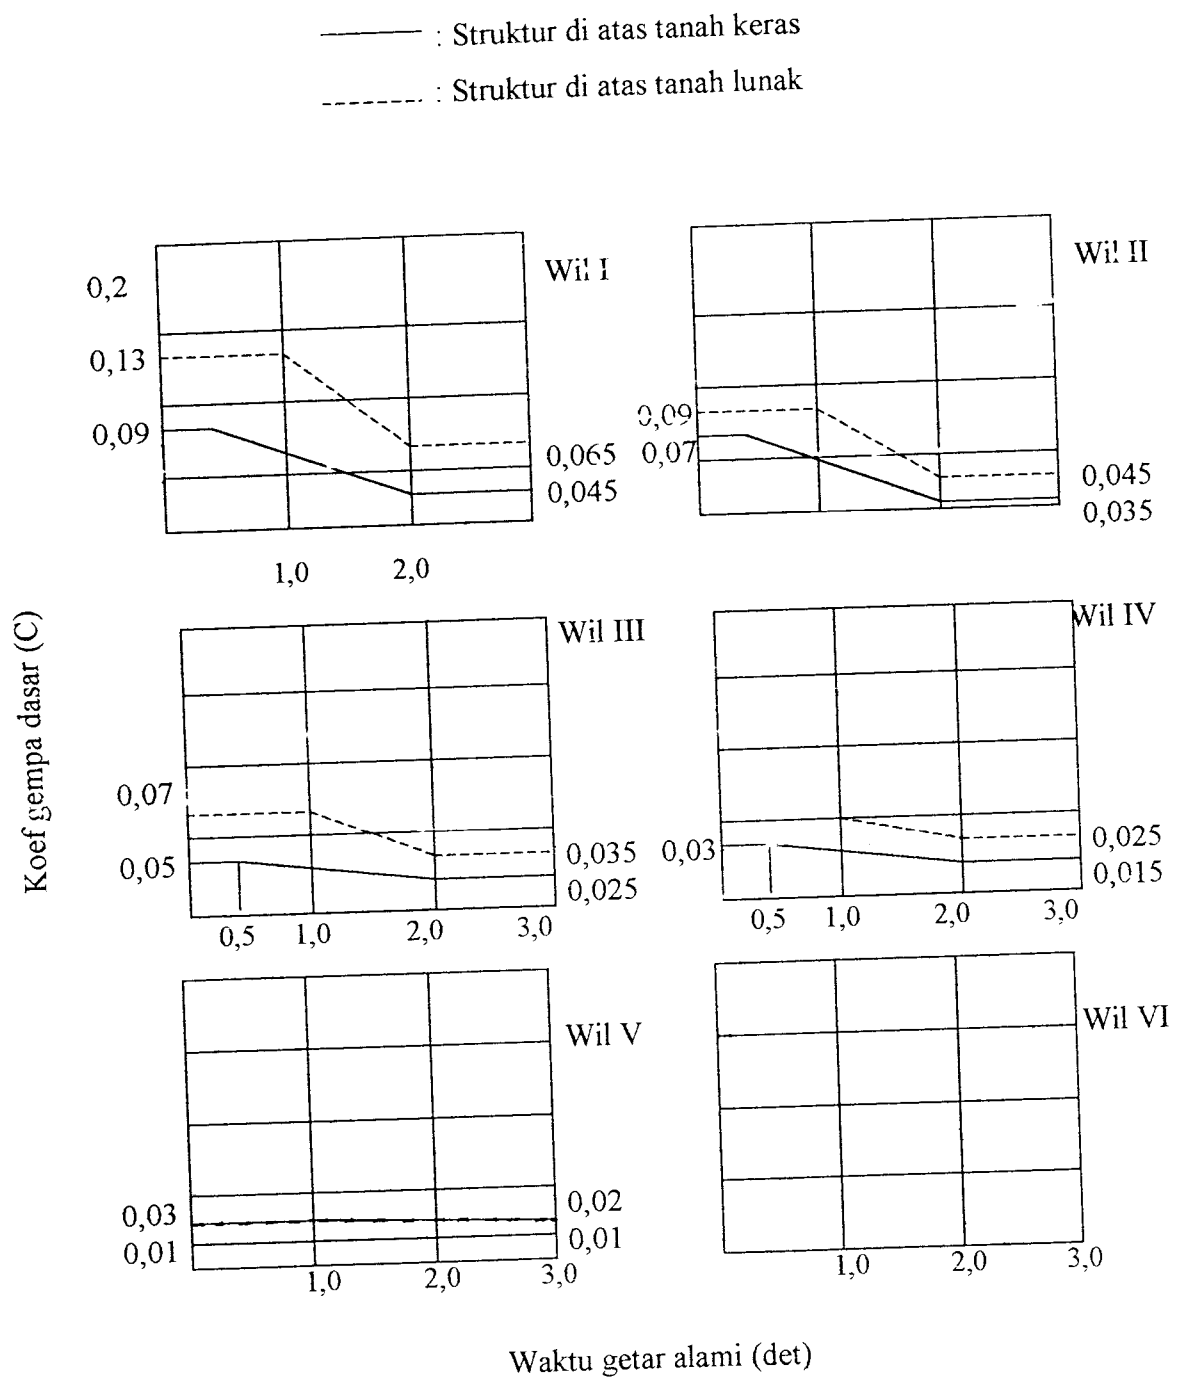 : Struktur di atas tanah keras
: Struktur di atas tanah lunak
Wil I
0,2
0,13
0,09
0,065
0,045
1,0 2,0
Wil II
0,09
0,07
0,045
0,035
Koef gempa dasar (C)
Wil III
0,07
0,05
0,035
0,025
0,5 1,0 2,0 3,0
Wil IV
0,03
0,025
0,015
0,5 1,0 2,0 3,0
Wil V
0,03
0,01
0,02
0,01
1,0 2,0 3,0
Wil VI
1,0 2,0 3,0
Waktu getar alami (det)